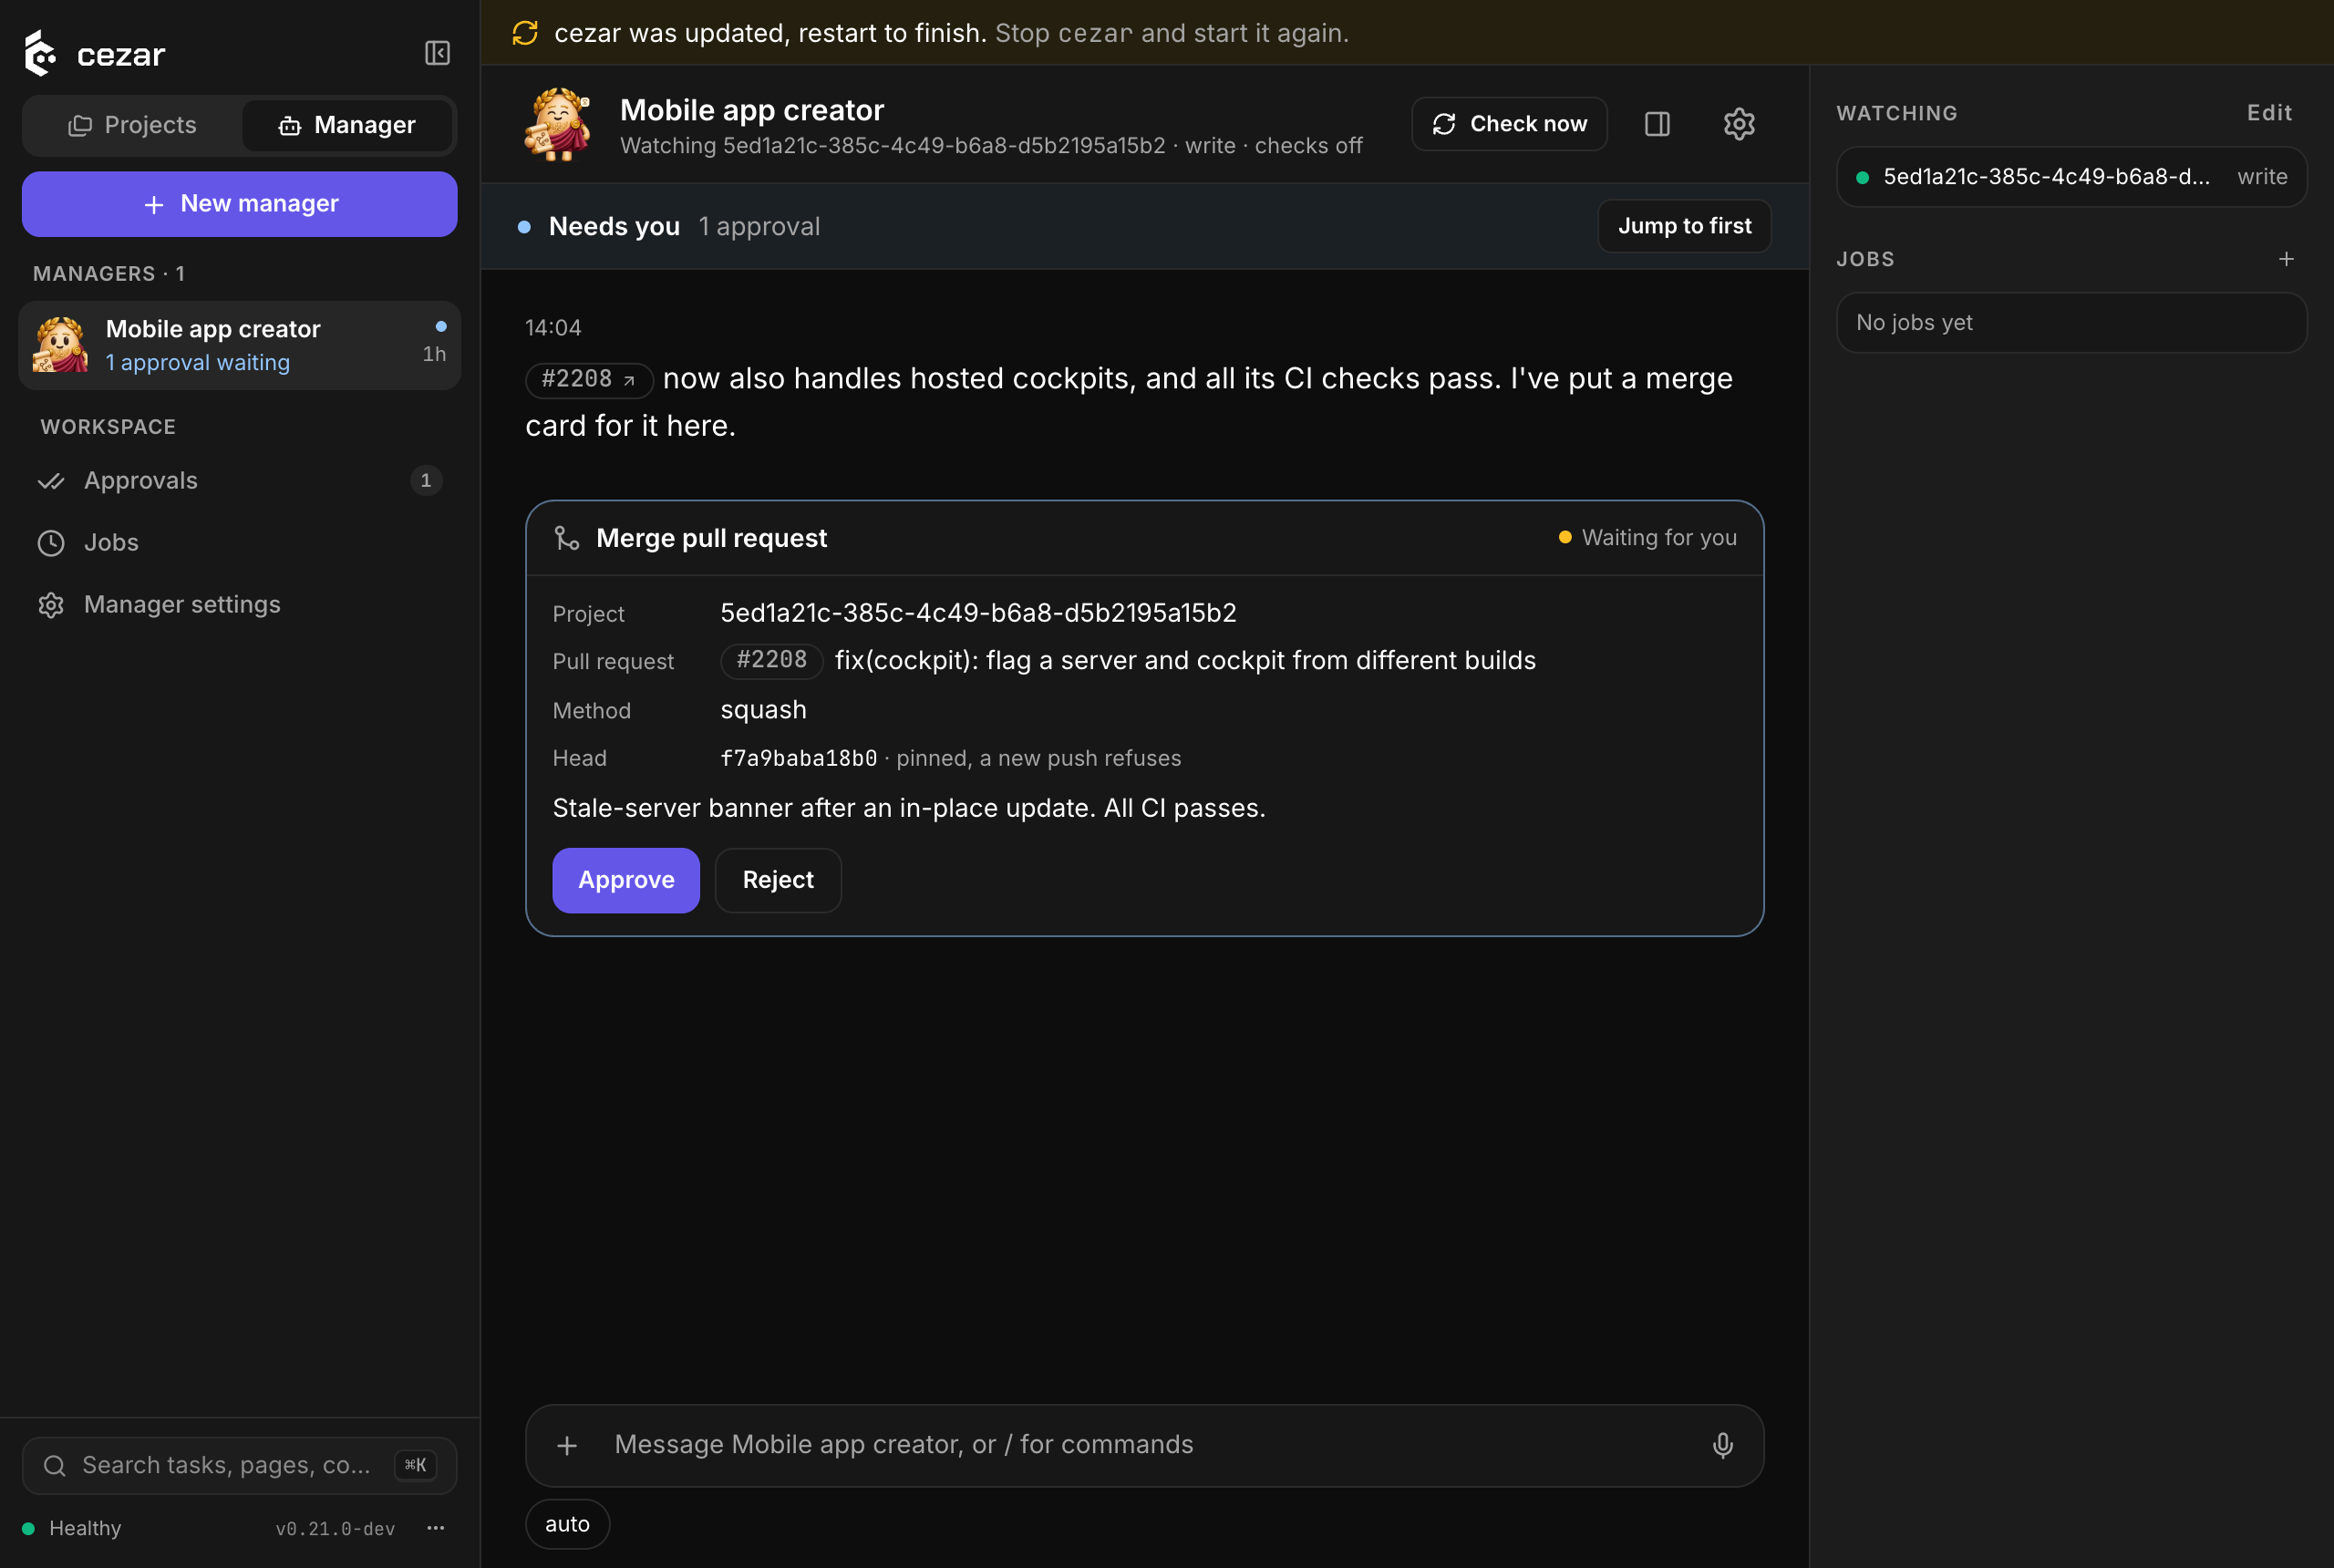 cezar
Projects
Manager
+ New manager
MANAGERS · 1
Mobile app creator
1 approval waiting
1h
WORKSPACE
Approvals
1
Jobs
Manager settings
Search tasks, pages, co...
⌘K
Healthy
v0.21.0-dev
cezar was updated, restart to finish. Stop cezar and start it again.
Mobile app creator
Watching 5ed1a21c-385c-4c49-b6a8-d5b2195a15b2 · write · checks off
Check now
Needs you 1 approval
Jump to first
14:04
#2208 ↗ now also handles hosted cockpits, and all its CI checks pass. I've put a merge
card for it here.
Merge pull request
Waiting for you
Project 5ed1a21c-385c-4c49-b6a8-d5b2195a15b2
Pull request #2208 fix(cockpit): flag a server and cockpit from different builds
Method squash
Head f7a9baba18b0 · pinned, a new push refuses
Stale-server banner after an in-place update. All CI passes.
Approve
Reject
Message Mobile app creator, or / for commands
auto
WATCHING
Edit
5ed1a21c-385c-4c49-b6a8-d... write
JOBS
+
No jobs yet